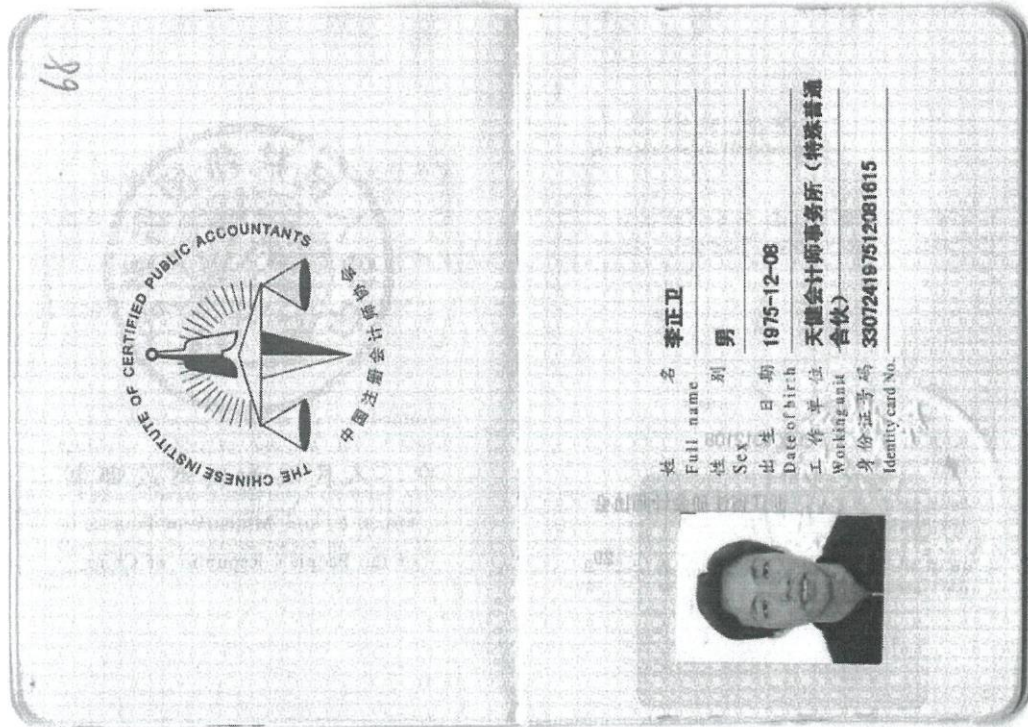 68
THE CHINESE INSTITUTE OF CERTIFIED PUBLIC ACCOUNTANTS
中国注册会计师协会
姓 名 李正卫
Full name
性 别 男
Sex
出生日期 1975-12-08
Date of birth
工作单位 天健会计师事务所（特殊普通
Working unit 合伙）
身份证号码 330724197512081615
Identity card No.